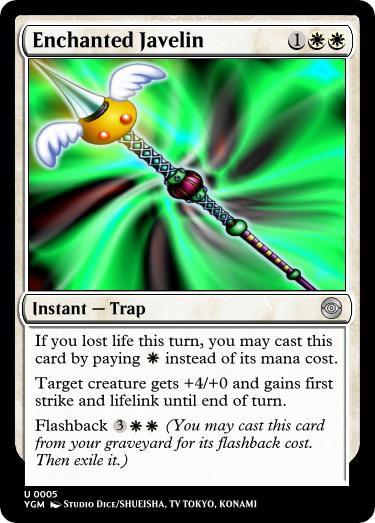 Enchanted Javelin 1
Instant — Trap
If you lost life this turn, you may cast this
card by paying instead of its mana cost.
Target creature gets +4/+0 and gains first
strike and lifelink until end of turn.
Flashback 3 (You may cast this card
from your graveyard for its flashback cost.
Then exile it.)
U 0005
YGM Studio Dice/SHUEISHA, TV TOKYO, KONAMI